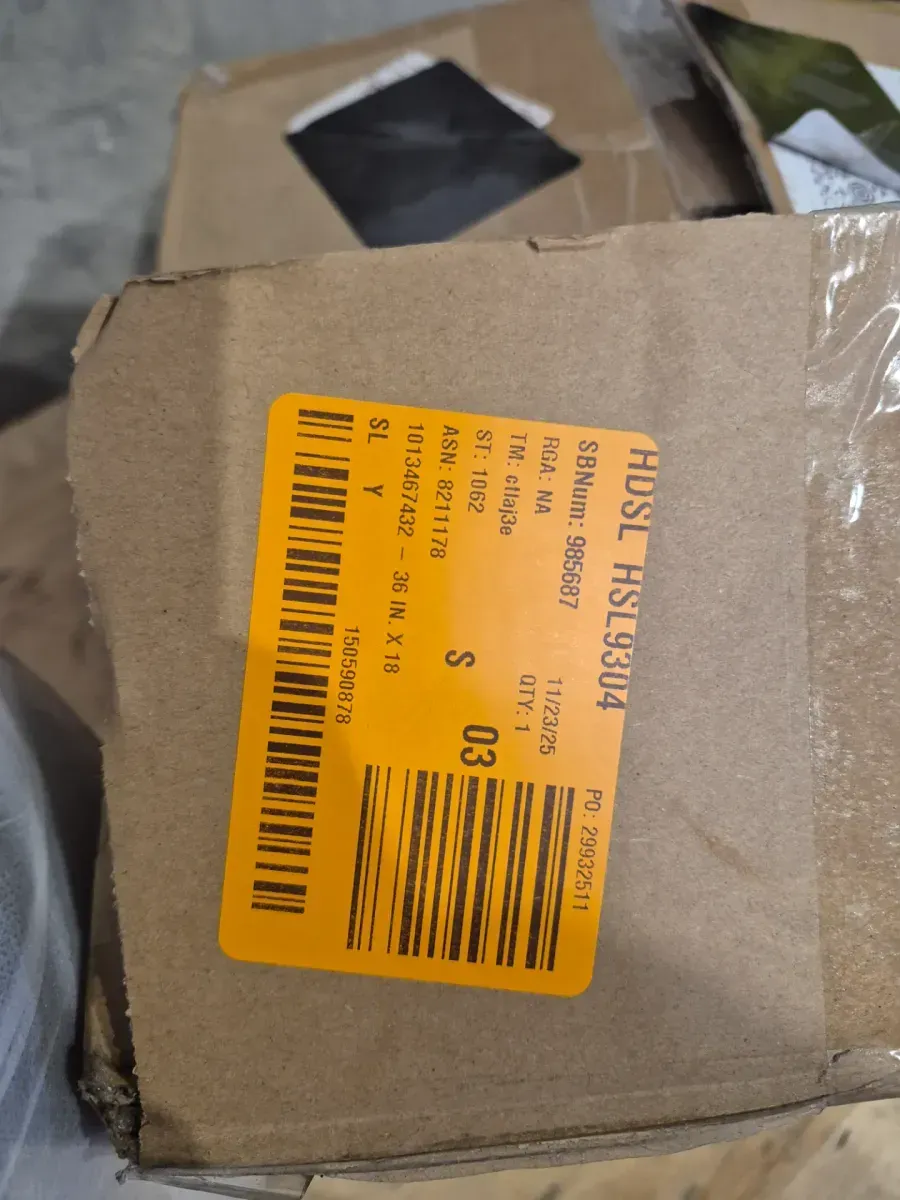 HDSL HSL9304
SBNum: 985687
PO: 29932511
RGA: NA
11/23/25
TM: ctlaj3e
QTY: 1
ST: 1062
03
ASN: 8211178
S
1013467432 - 36 IN. X 18
SL Y
150590878